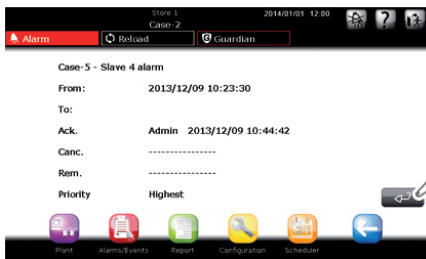 Store 1
2014/01/01 12:00
Case-2
Alarm
Reload
Guardian
Case-5 - Slave 4 alarm
From: 2013/12/09 10:23:30
To:
Ack. Admin 2013/12/09 10:44:42
Canc. ----------------
Rem. ----------------
Priority Highest
Plant
Alarms/Events
Report
Configuration
Scheduler